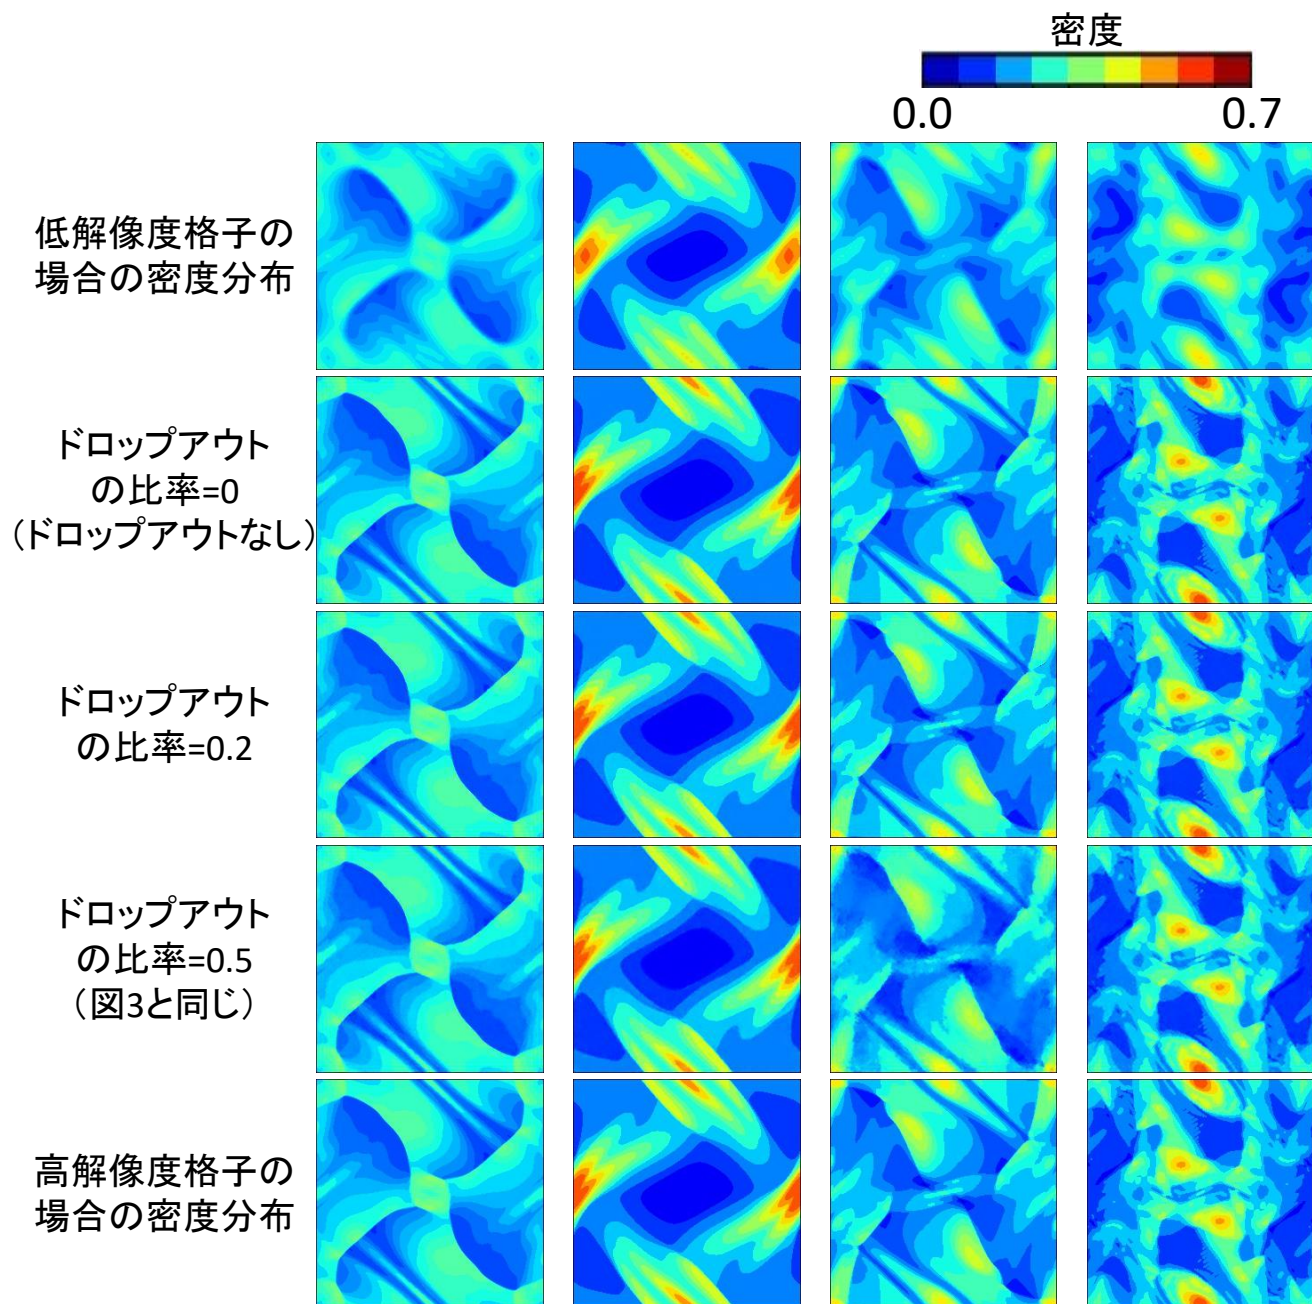 密度
0.0
0.7
低解像度格子の
場合の密度分布
ドロップアウト
の比率=0
（ドロップアウトなし）
ドロップアウト
の比率=0.2
ドロップアウト
の比率=0.5
（図3と同じ）
高解像度格子の
場合の密度分布